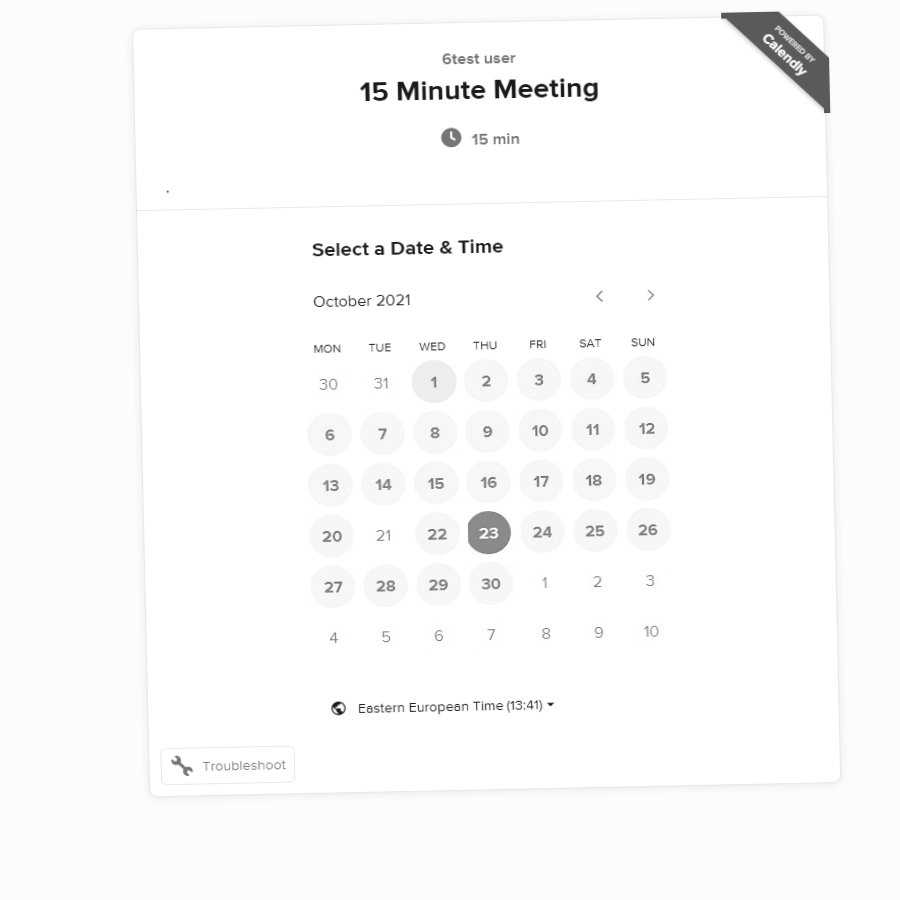 POWERED BY
Calendly
6test user
15 Minute Meeting
15 min
.
Select a Date & Time
October 2021
MON TUE WED THU FRI SAT SUN
30 31 1 2 3 4 5
6 7 8 9 10 11 12
13 14 15 16 17 18 19
20 21 22 23 24 25 26
27 28 29 30 1 2 3
4 5 6 7 8 9 10
Eastern European Time (13:41)
Troubleshoot